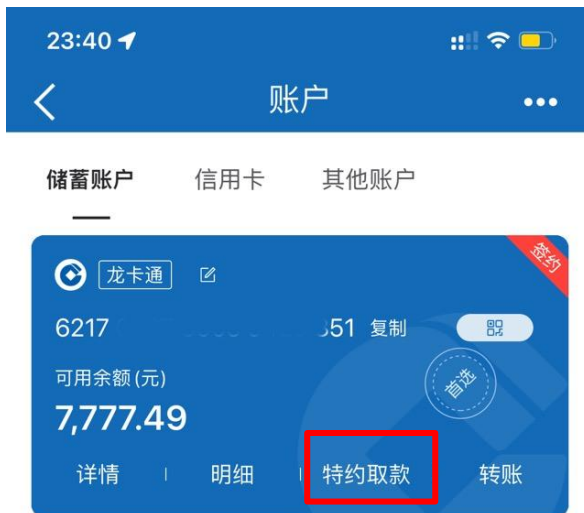 23:40
账户
储蓄账户 信用卡 其他账户
签约
龙卡通
6217 351 复制
可用余额(元)
首选
7,777.49
详情 明细 特约取款 转账